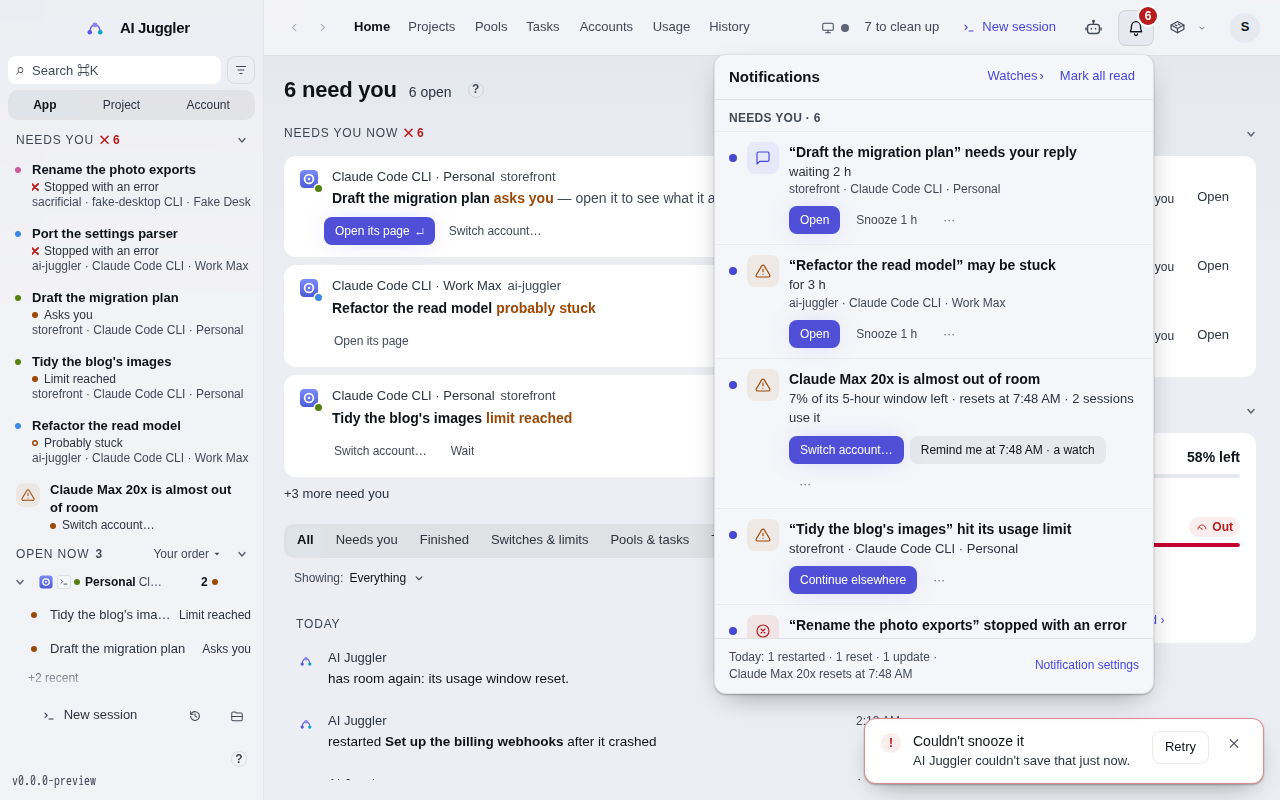 AI Juggler
Search ⌘K
App Project Account
NEEDS YOU 6
Rename the photo exports
Stopped with an error
sacrificial · fake-desktop CLI · Fake Desk
Port the settings parser
Stopped with an error
ai-juggler · Claude Code CLI · Work Max
Draft the migration plan
Asks you
storefront · Claude Code CLI · Personal
Tidy the blog's images
Limit reached
storefront · Claude Code CLI · Personal
Refactor the read model
Probably stuck
ai-juggler · Claude Code CLI · Work Max
Claude Max 20x is almost out
of room
Switch account…
OPEN NOW 3 Your order
Personal Cl… 2
Tidy the blog's ima… Limit reached
Draft the migration plan Asks you
+2 recent
New session
?
v0.0.0-preview
Home Projects Pools Tasks Accounts Usage History
7 to clean up New session 6 S
6 need you 6 open ?
NEEDS YOU NOW 6
Claude Code CLI · Personal storefront
Draft the migration plan asks you — open it to see what it a
Open its page Switch account…
Claude Code CLI · Work Max ai-juggler
Refactor the read model probably stuck
Open its page
Claude Code CLI · Personal storefront
Tidy the blog's images limit reached
Switch account… Wait
+3 more need you
All Needs you Finished Switches & limits Pools & tasks
Showing: Everything
TODAY
AI Juggler
has room again: its usage window reset.
AI Juggler
restarted Set up the billing webhooks after it crashed
you Open
you Open
you Open
58% left
Out
Notifications Watches › Mark all read
NEEDS YOU · 6
“Draft the migration plan” needs your reply
waiting 2 h
storefront · Claude Code CLI · Personal
Open Snooze 1 h ···
“Refactor the read model” may be stuck
for 3 h
ai-juggler · Claude Code CLI · Work Max
Open Snooze 1 h ···
Claude Max 20x is almost out of room
7% of its 5-hour window left · resets at 7:48 AM · 2 sessions
use it
Switch account… Remind me at 7:48 AM · a watch
···
“Tidy the blog's images” hit its usage limit
storefront · Claude Code CLI · Personal
Continue elsewhere ···
“Rename the photo exports” stopped with an error
Today: 1 restarted · 1 reset · 1 update ·
Claude Max 20x resets at 7:48 AM
Notification settings
Couldn't snooze it
AI Juggler couldn't save that just now.
Retry